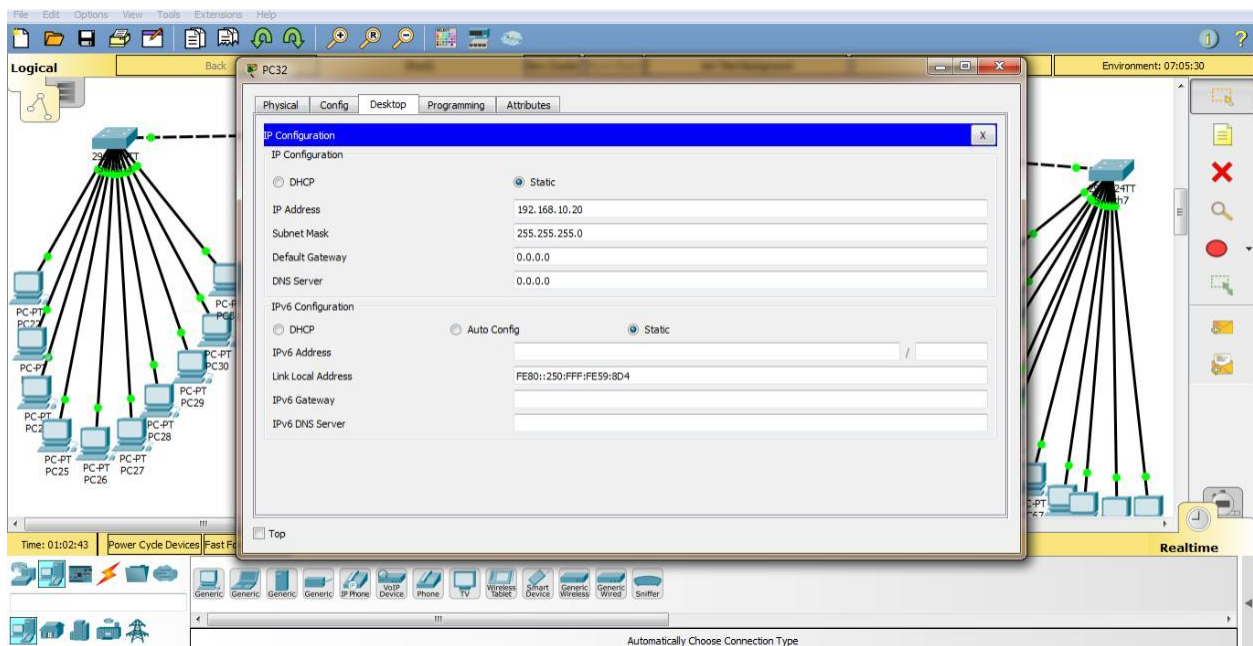 File Edit Options View Tools Extensions Help
Logical
Back
Environment: 07:05:30
PC32
Physical Config Desktop Programming Attributes
IP Configuration
X
IP Configuration
DHCP
Static
IP Address
192.168.10.20
Subnet Mask
255.255.255.0
Default Gateway
0.0.0.0
DNS Server
0.0.0.0
IPv6 Configuration
DHCP
Auto Config
Static
IPv6 Address
/
Link Local Address
FE80::250:FFF:FE59:8D4
IPv6 Gateway
IPv6 DNS Server
Top
24TT
PC-PT
PC-PT
PC30
PC-PT
PC29
PC-PT
PC28
PC-PT
PC25
PC-PT
PC26
PC-PT
PC27
Time: 01:02:43
Power Cycle Devices
Realtime
Generic Generic Generic Generic IP Phone VoIP Device Phone TV Wireless Tablet Smart Device Generic Wireless Generic Wired Sniffer
Automatically Choose Connection Type